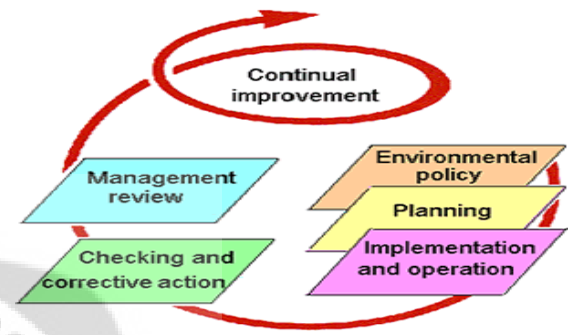 Continual
improvement
Management
review
Environmental
policy
Planning
Checking and
corrective action
Implementation
and operation